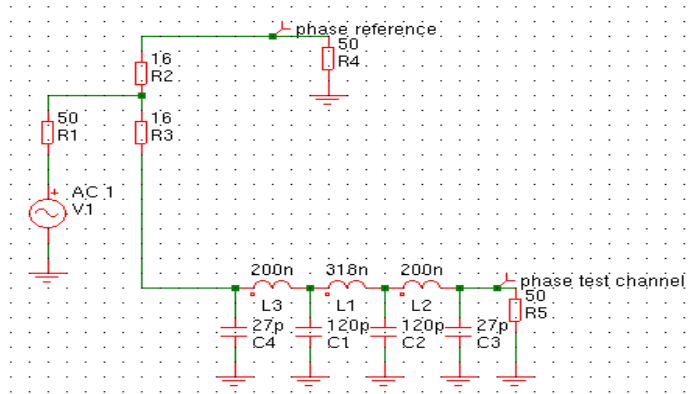 phase reference
50
R4
16
R2
50
R1
16
R3
AC 1
V1
200n
L3
318n
L1
200n
L2
phase test channel
50
R5
27p
C4
120p
C1
120p
C2
27p
C3